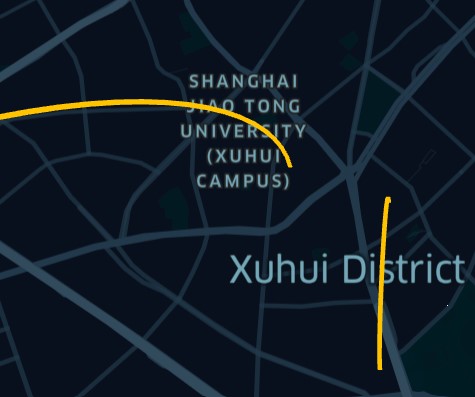 SHANGHAI
JIAO TONG
UNIVERSITY
(XUHUI
CAMPUS)
Xuhui District